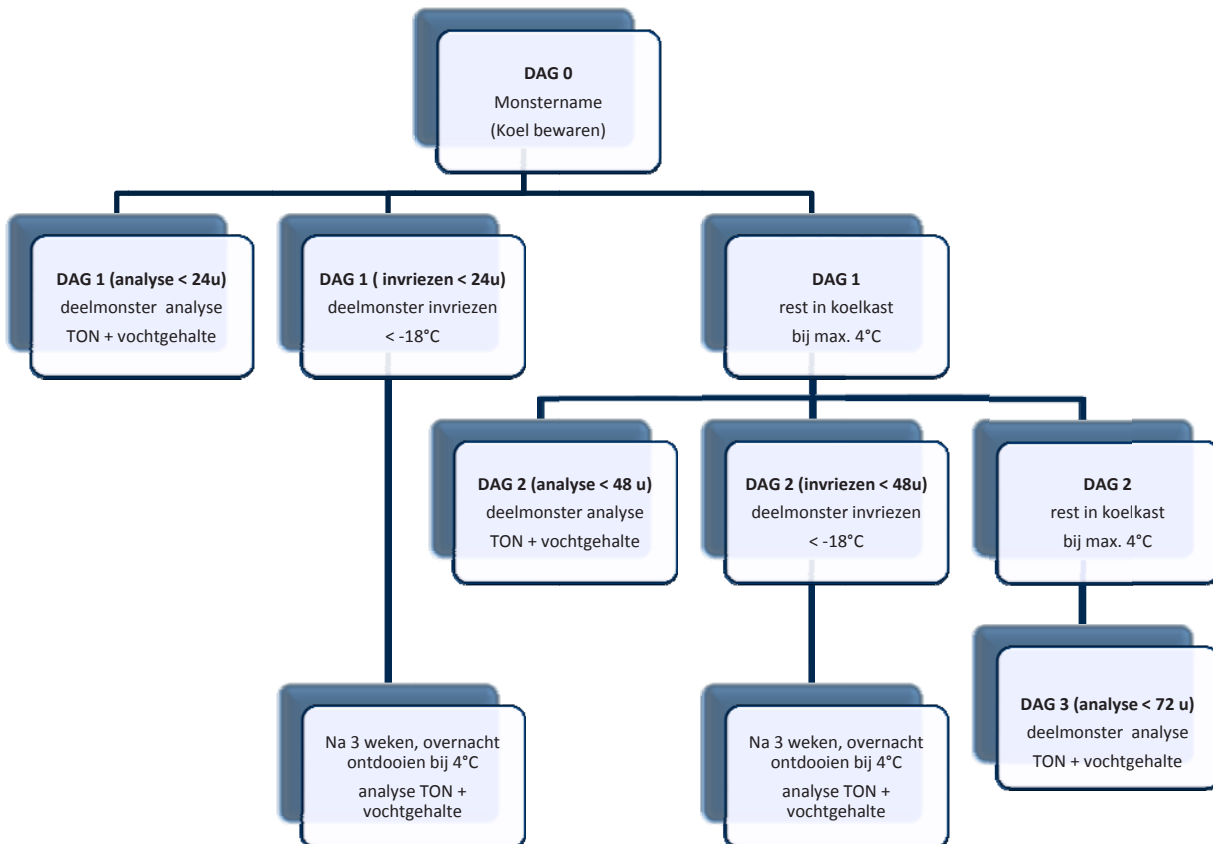 DAG 0
Monstername
(Koel bewaren)
DAG 1 (analyse < 24u)
deelmonster analyse
TON + vochtgehalte
DAG 1 ( invriezen < 24u)
deelmonster invriezen
< -18°C
DAG 1
rest in koelkast
bij max. 4°C
DAG 2 (analyse < 48 u)
deelmonster analyse
TON + vochtgehalte
DAG 2 (invriezen < 48u)
deelmonster invriezen
< -18°C
DAG 2
rest in koelkast
bij max. 4°C
Na 3 weken, overnacht
ontdooien bij 4°C
analyse TON +
vochtgehalte
Na 3 weken, overnacht
ontdooien bij 4°C
analyse TON +
vochtgehalte
DAG 3 (analyse < 72 u)
deelmonster analyse
TON + vochtgehalte